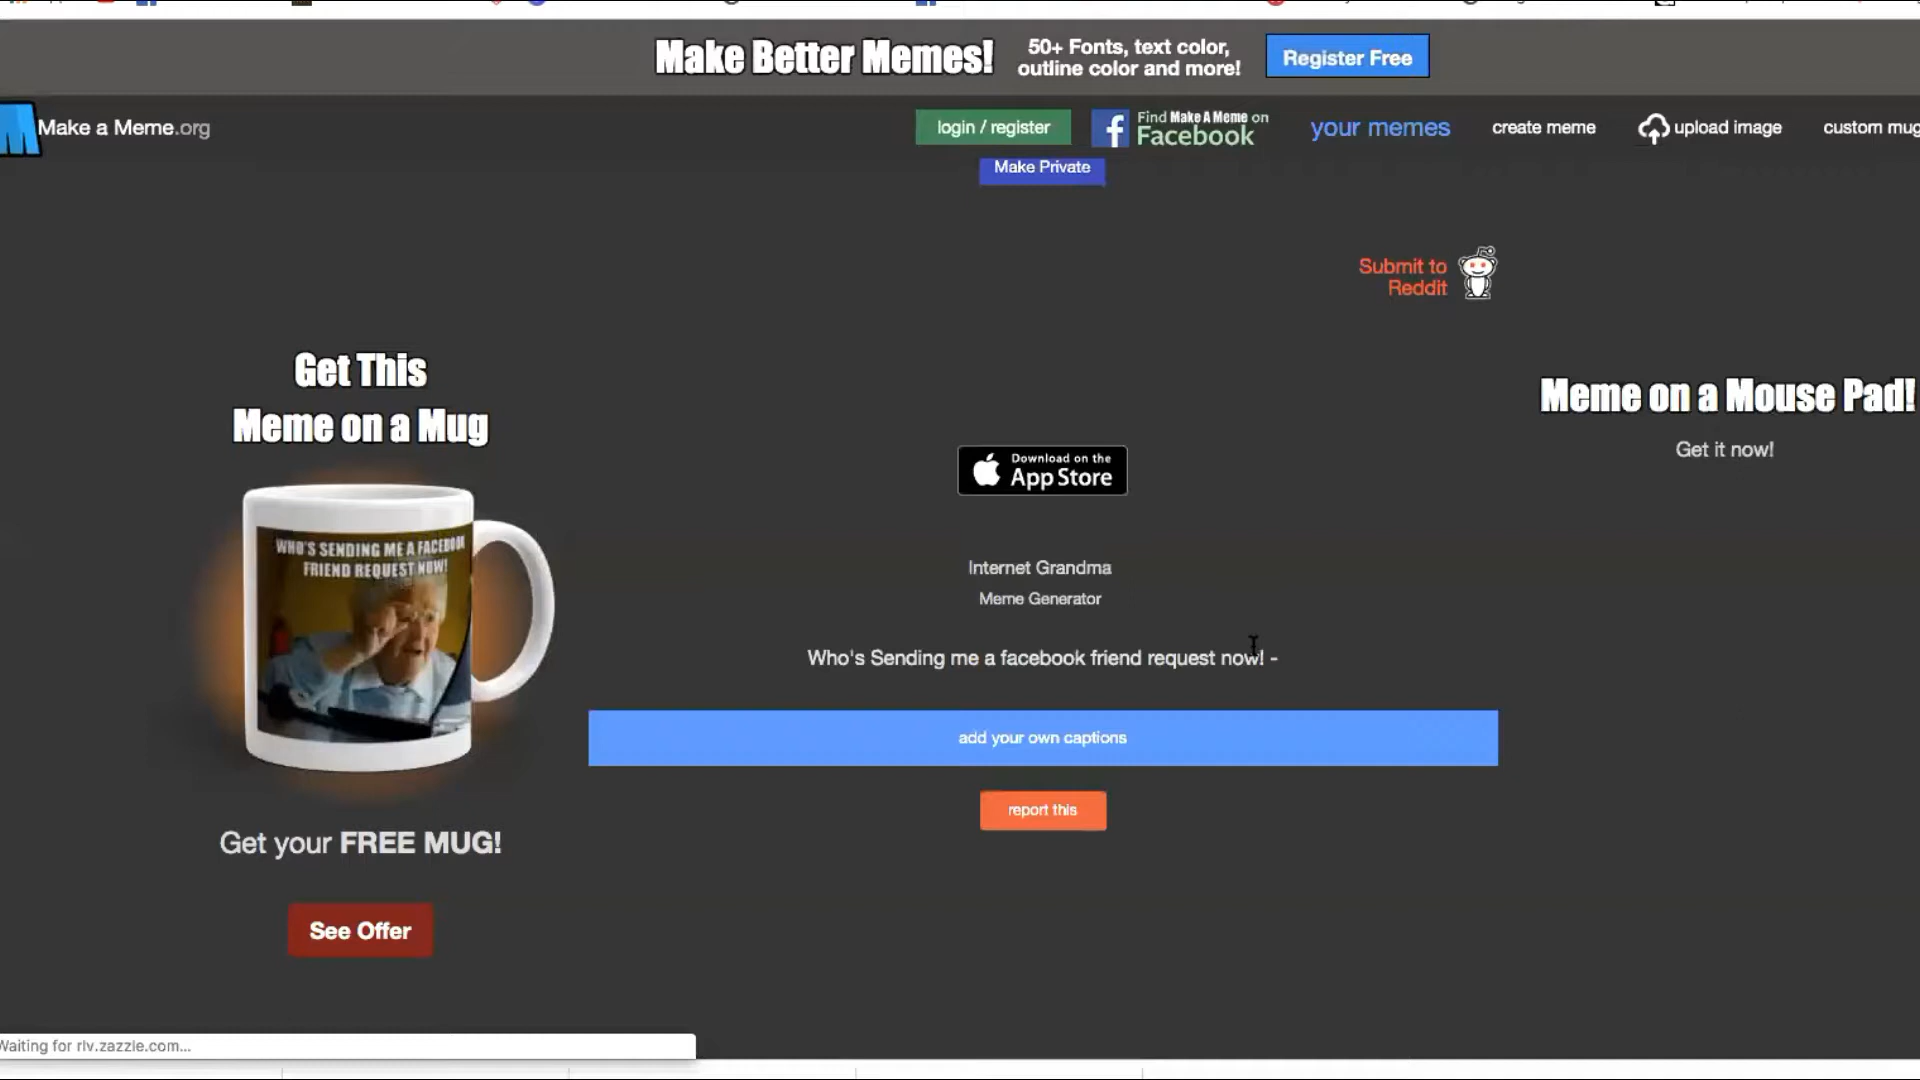 Make Better Memes!
50+ Fonts, text color,
outline color and more!
Register Free
Make a Meme.org
login / register
Find Make A Meme on
Facebook
your memes
create meme
upload image
custom mug
Make Private
Submit to
Reddit
Get This
Meme on a Mug
Meme on a Mouse Pad!
Get it now!
Download on the
App Store
WHO'S SENDING ME A FACEBOOK
FRIEND REQUEST NOW!
Internet Grandma
Meme Generator
Who's Sending me a facebook friend request now! -
add your own captions
report this
Get your FREE MUG!
See Offer
Waiting for rlv.zazzle.com...